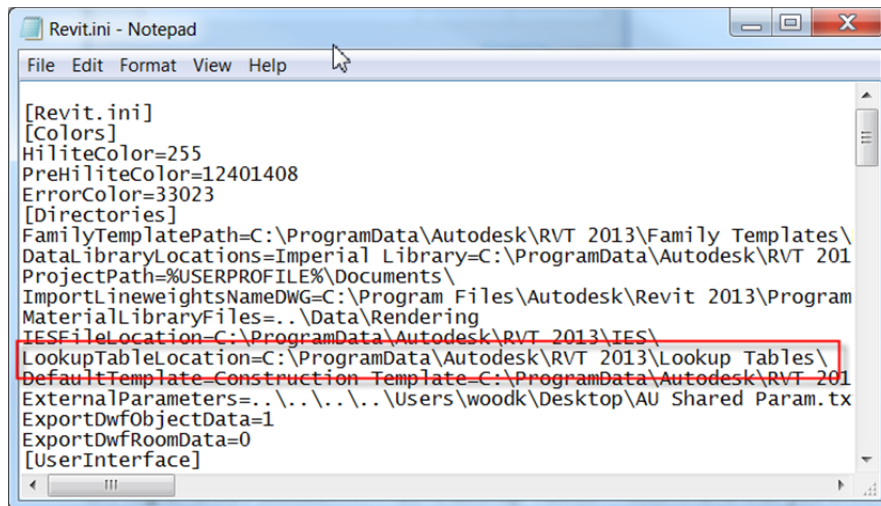 Revit.ini - Notepad
File Edit Format View Help
[Revit.ini]
[Colors]
HiliteColor=255
PreHiliteColor=12401408
ErrorColor=33023
[Directories]
FamilyTemplatePath=C:\ProgramData\Autodesk\RVT 2013\Family Templates\
DataLibraryLocations=Imperial Library=C:\ProgramData\Autodesk\RVT 201
ProjectPath=%USERPROFILE%\Documents\
ImportLineweightsNameDWG=C:\Program Files\Autodesk\Revit 2013\Program
MaterialLibraryFiles=..\Data\Rendering
IESFileLocation=C:\ProgramData\Autodesk\RVT 2013\IES\
LookupTableLocation=C:\ProgramData\Autodesk\RVT 2013\Lookup Tables\
DefaultTemplate=Construction Template=C:\ProgramData\Autodesk\RVT 201
ExternalParameters=..\..\..\..\Users\woodk\Desktop\AU Shared Param.tx
ExportDwfObjectData=1
ExportDwfRoomData=0
[UserInterface]